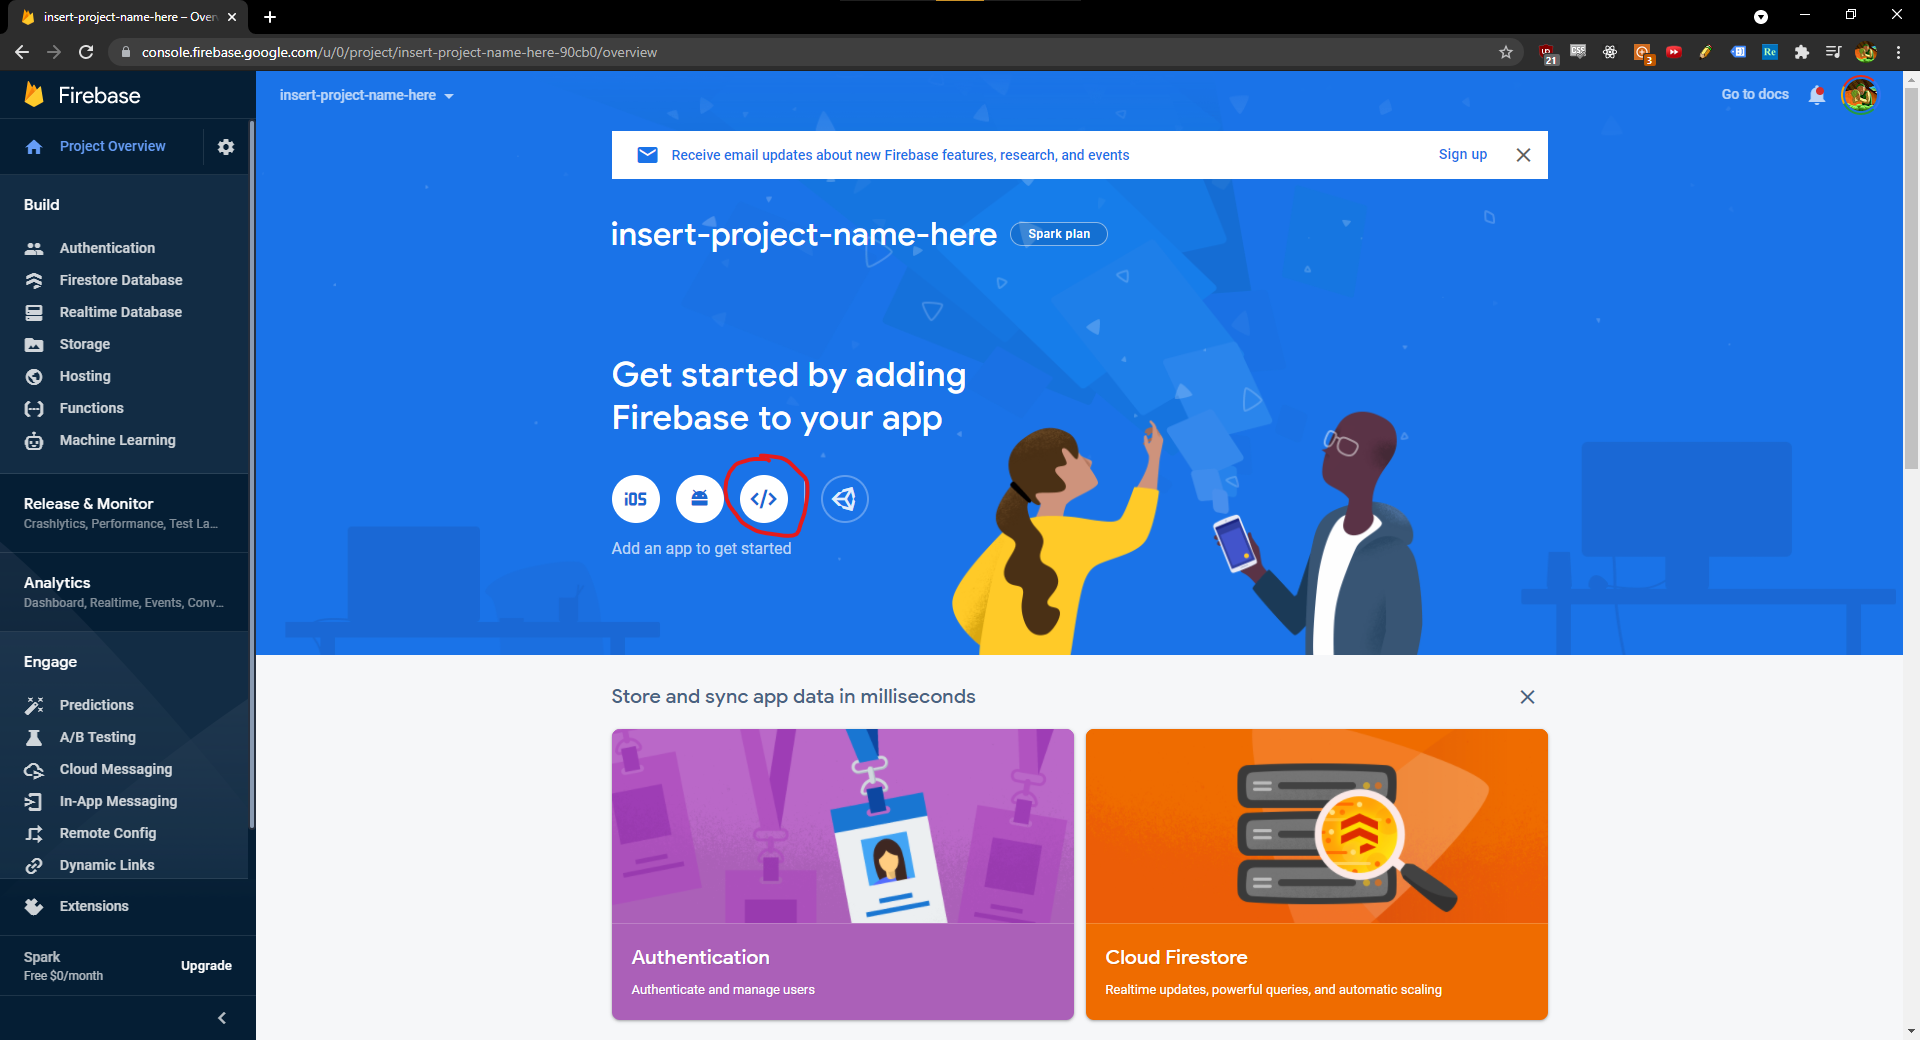 insert-project-name-here – Over
console.firebase.google.com/u/0/project/insert-project-name-here-90cb0/overview
21
CSP
3
Re
Firebase
insert-project-name-here
Go to docs
Project Overview
Receive email updates about new Firebase features, research, and events
Sign up
Build
insert-project-name-here
Spark plan
Authentication
Firestore Database
Realtime Database
Storage
Hosting
Functions
Machine Learning
Get started by adding
Firebase to your app
iOS
</>
Add an app to get started
Release & Monitor
Crashlytics, Performance, Test La...
Analytics
Dashboard, Realtime, Events, Conv...
Engage
Predictions
A/B Testing
Cloud Messaging
In-App Messaging
Remote Config
Dynamic Links
Extensions
Spark
Free $0/month
Upgrade
Store and sync app data in milliseconds
Authentication
Authenticate and manage users
Cloud Firestore
Realtime updates, powerful queries, and automatic scaling